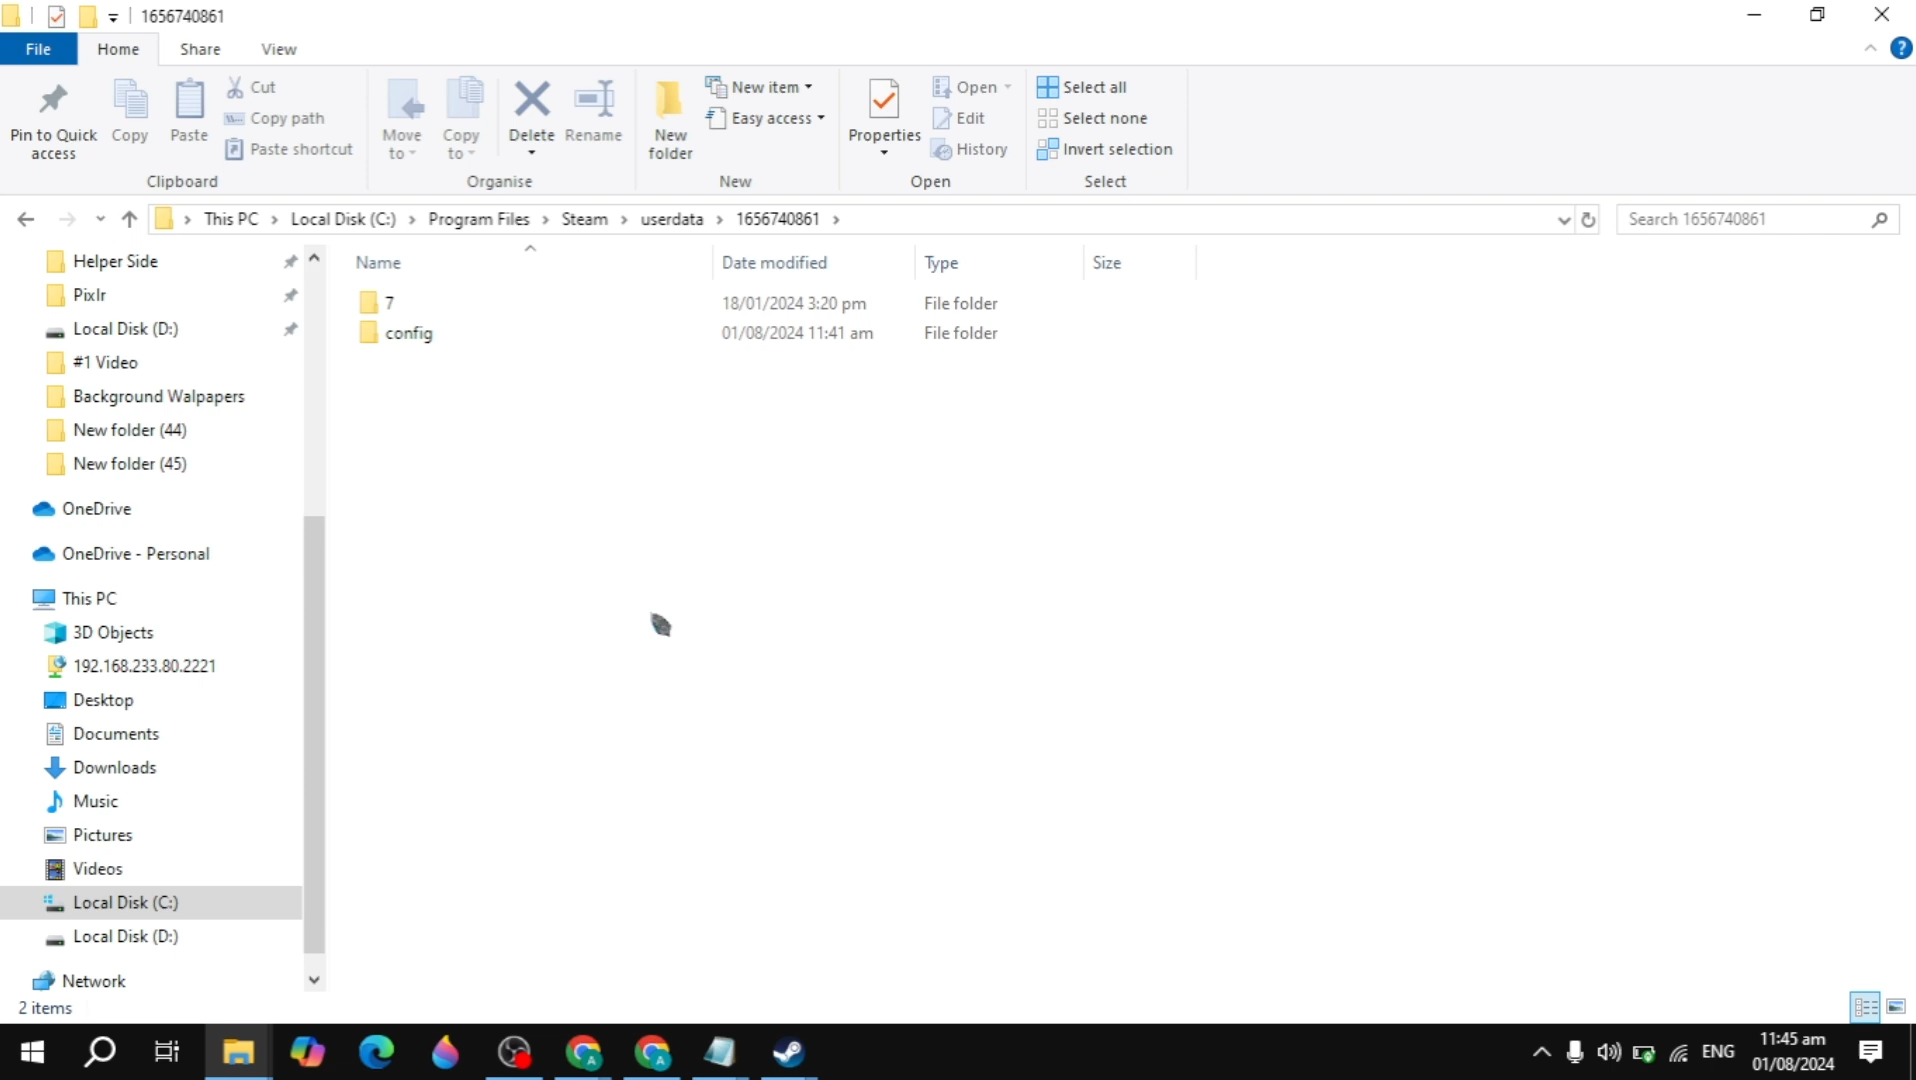 1656740861
File Home Share View
Pin to Quick access
Copy
Paste
Cut
Copy path
Paste shortcut
Clipboard
Move to
Copy to
Delete
Rename
Organise
New folder
New item
Easy access
New
Properties
Open
Edit
History
Open
Select all
Select none
Invert selection
Select
This PC > Local Disk (C:) > Program Files > Steam > userdata > 1656740861 >
Search 1656740861
Helper Side
Pixlr
Local Disk (D:)
#1 Video
Background Walpapers
New folder (44)
New folder (45)
OneDrive
OneDrive - Personal
This PC
3D Objects
192.168.233.80.2221
Desktop
Documents
Downloads
Music
Pictures
Videos
Local Disk (C:)
Local Disk (D:)
Network
Name Date modified Type Size
7 18/01/2024 3:20 pm File folder
config 01/08/2024 11:41 am File folder
2 items
A
A
ENG
11:45 am
01/08/2024